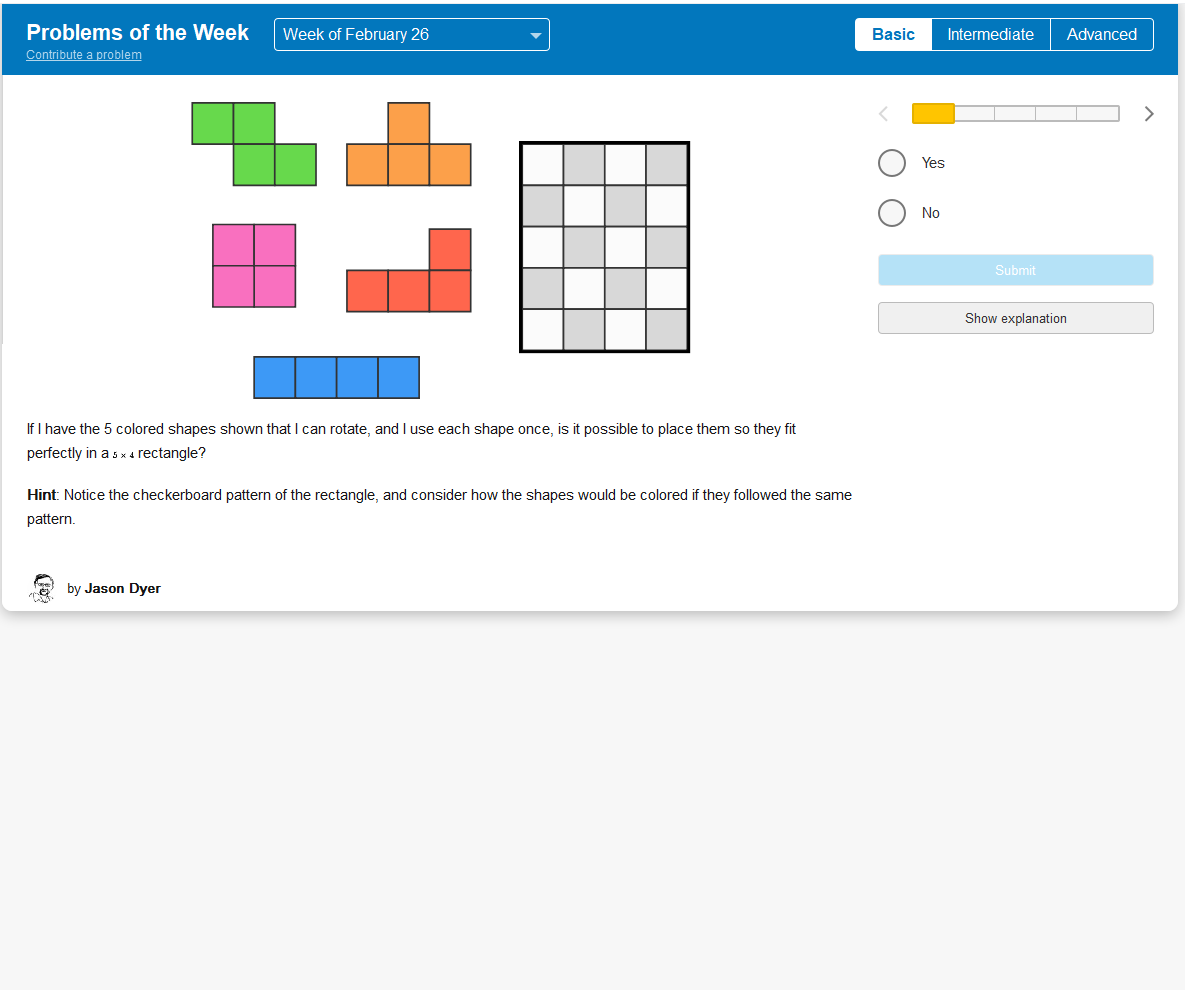 Problems of the Week
Week of February 26
Basic
Intermediate
Advanced
Contribute a problem
Yes
No
Submit
Show explanation
If I have the 5 colored shapes shown that I can rotate, and I use each shape once, is it possible to place them so they fit
perfectly in a 5 × 4 rectangle?
Hint: Notice the checkerboard pattern of the rectangle, and consider how the shapes would be colored if they followed the same
pattern.
by Jason Dyer